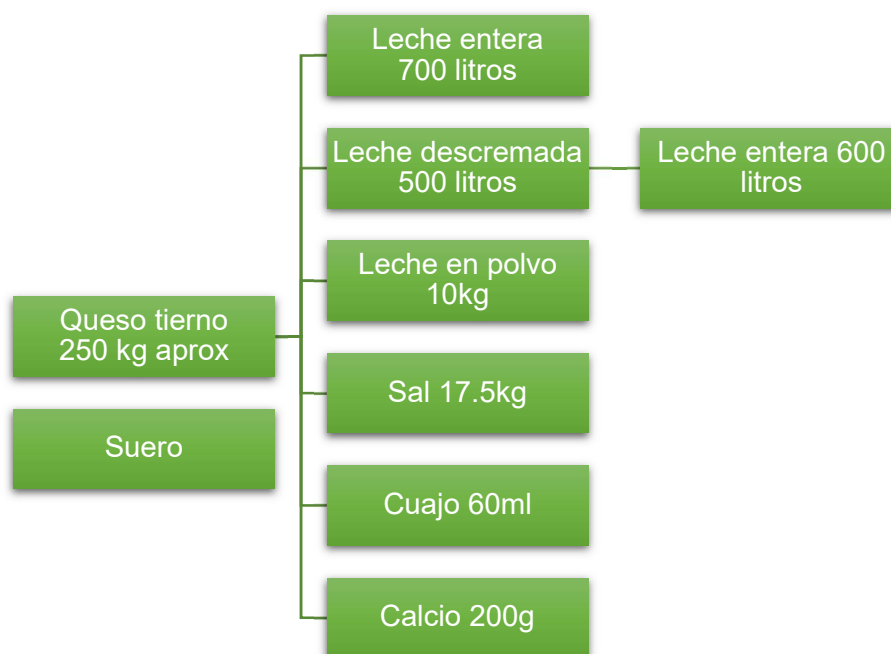 Leche entera
700 litros
Leche descremada
500 litros
Leche entera 600
litros
Leche en polvo
10kg
Queso tierno
250 kg aprox
Sal 17.5kg
Suero
Cuajo 60ml
Calcio 200g